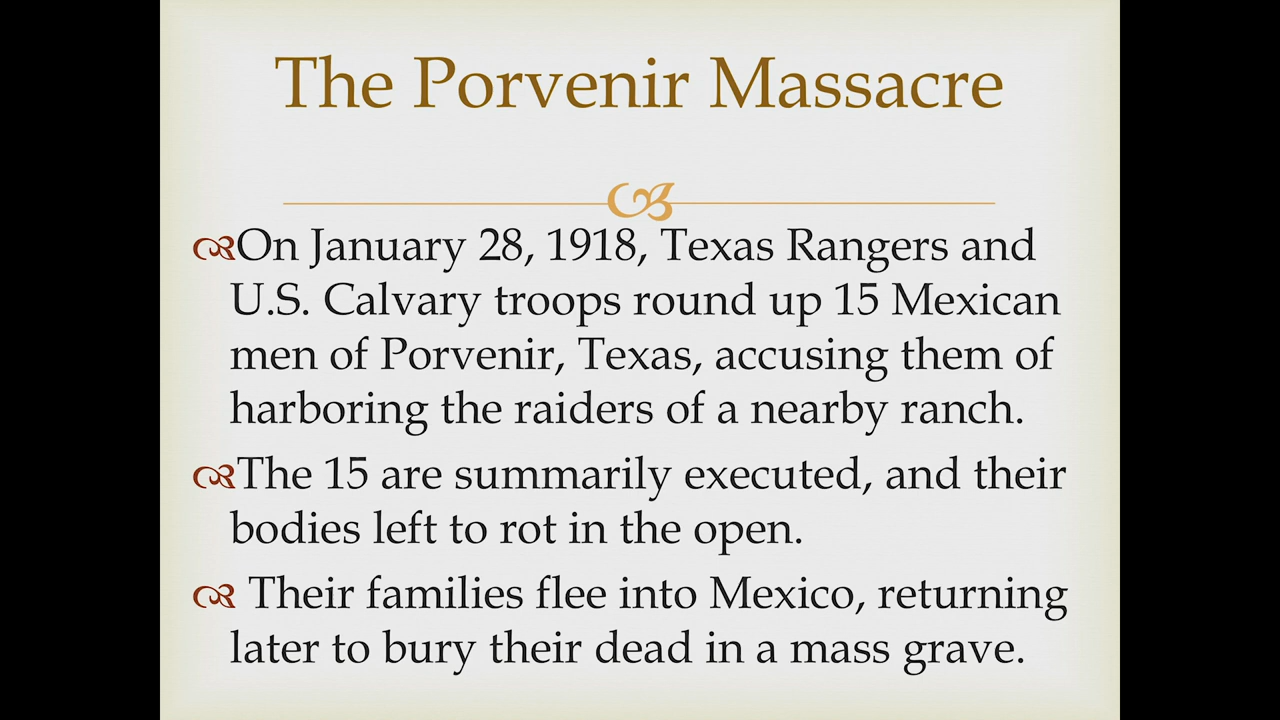 The Porvenir Massacre
On January 28, 1918, Texas Rangers and
U.S. Calvary troops round up 15 Mexican
men of Porvenir, Texas, accusing them of
harboring the raiders of a nearby ranch.
The 15 are summarily executed, and their
bodies left to rot in the open.
Their families flee into Mexico, returning
later to bury their dead in a mass grave.